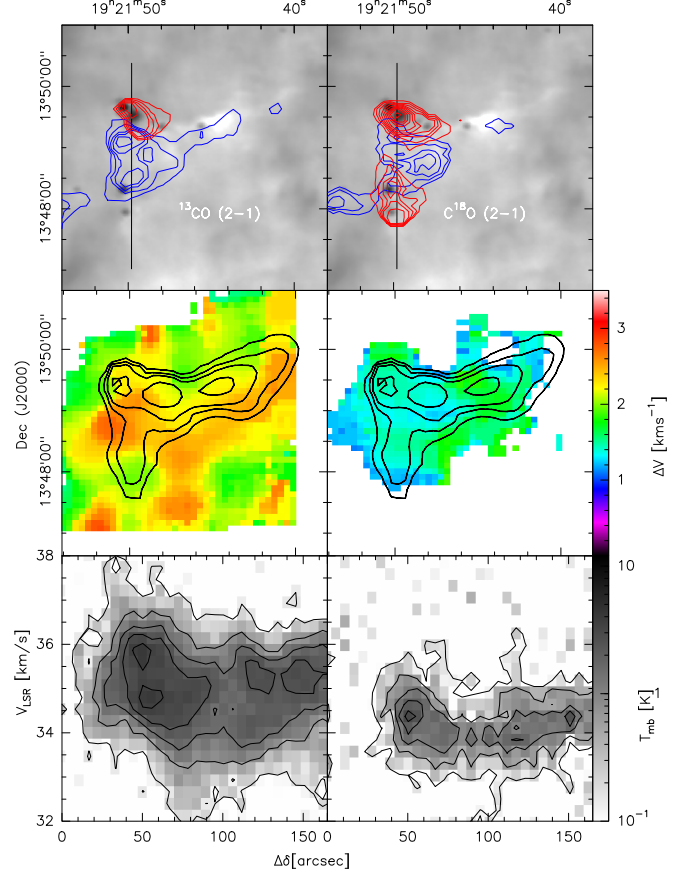 19ʰ21ᵐ50ˢ 40ˢ 19ʰ21ᵐ50ˢ 40ˢ
13°50'00"
13°48'00"
¹³CO (2−1)
C¹⁸O (2−1)
Dec (J2000)
13°50'00"
13°48'00"
3
2
1
ΔV [kms⁻¹]
38
36
34
32
V_LSR [km/s]
10
1
10⁻¹
T_mb [K]
0 50 100 150 0 50 100 150
Δδ[arcsec]